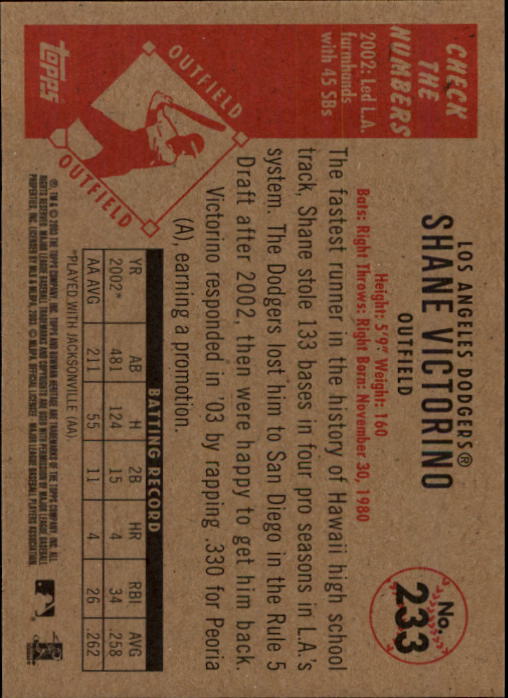 No.
233
LOS ANGELES DODGERS®
SHANE VICTORINO
OUTFIELD
Height: 5'9" Weight: 160
Bats: Right Throws: Right Born: November 30, 1980
CHECK
THE
NUMBERS
2002: Led L.A.
farmhands
with 45 SBs
The fastest runner in the history of Hawaii high school
track, Shane stole 133 bases in four pro seasons in L.A.'s
system. The Dodgers lost him to San Diego in the Rule 5
Draft after 2002, then were happy to get him back.
Victorino responded in '03 by rapping .330 for Peoria
(A), earning a promotion.
OUTFIELD
OUTFIELD
topps
BATTING RECORD
YR AB H 2B HR RBI AVG
2002* 481 124 15 4 34 .258
AA AVG 211 55 11 4 26 .262
*PLAYED WITH JACKSONVILLE (AA).